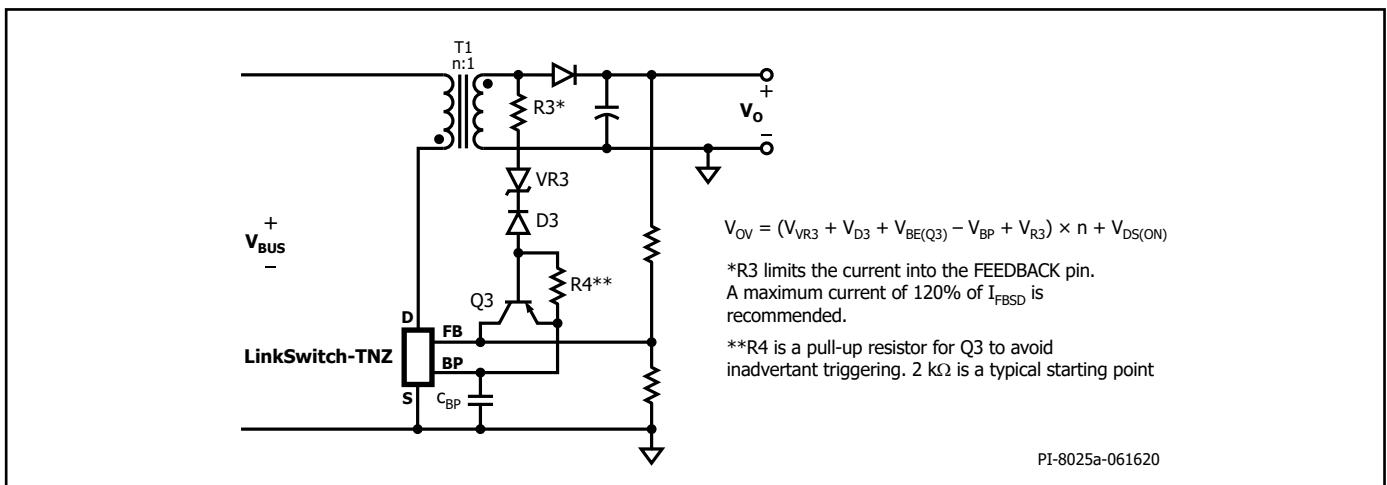 T1
n:1
R3*
+
V_O
–
VR3
+
V_BUS
–
D3
V_OV = (V_VR3 + V_D3 + V_BE(Q3) – V_BP + V_R3) × n + V_DS(ON)
*R3 limits the current into the FEEDBACK pin.
A maximum current of 120% of I_FBSD is
recommended.
R4**
Q3
D
FB
LinkSwitch-TNZ
BP
**R4 is a pull-up resistor for Q3 to avoid
inadvertant triggering. 2 kΩ is a typical starting point
S
C_BP
PI-8025a-061620